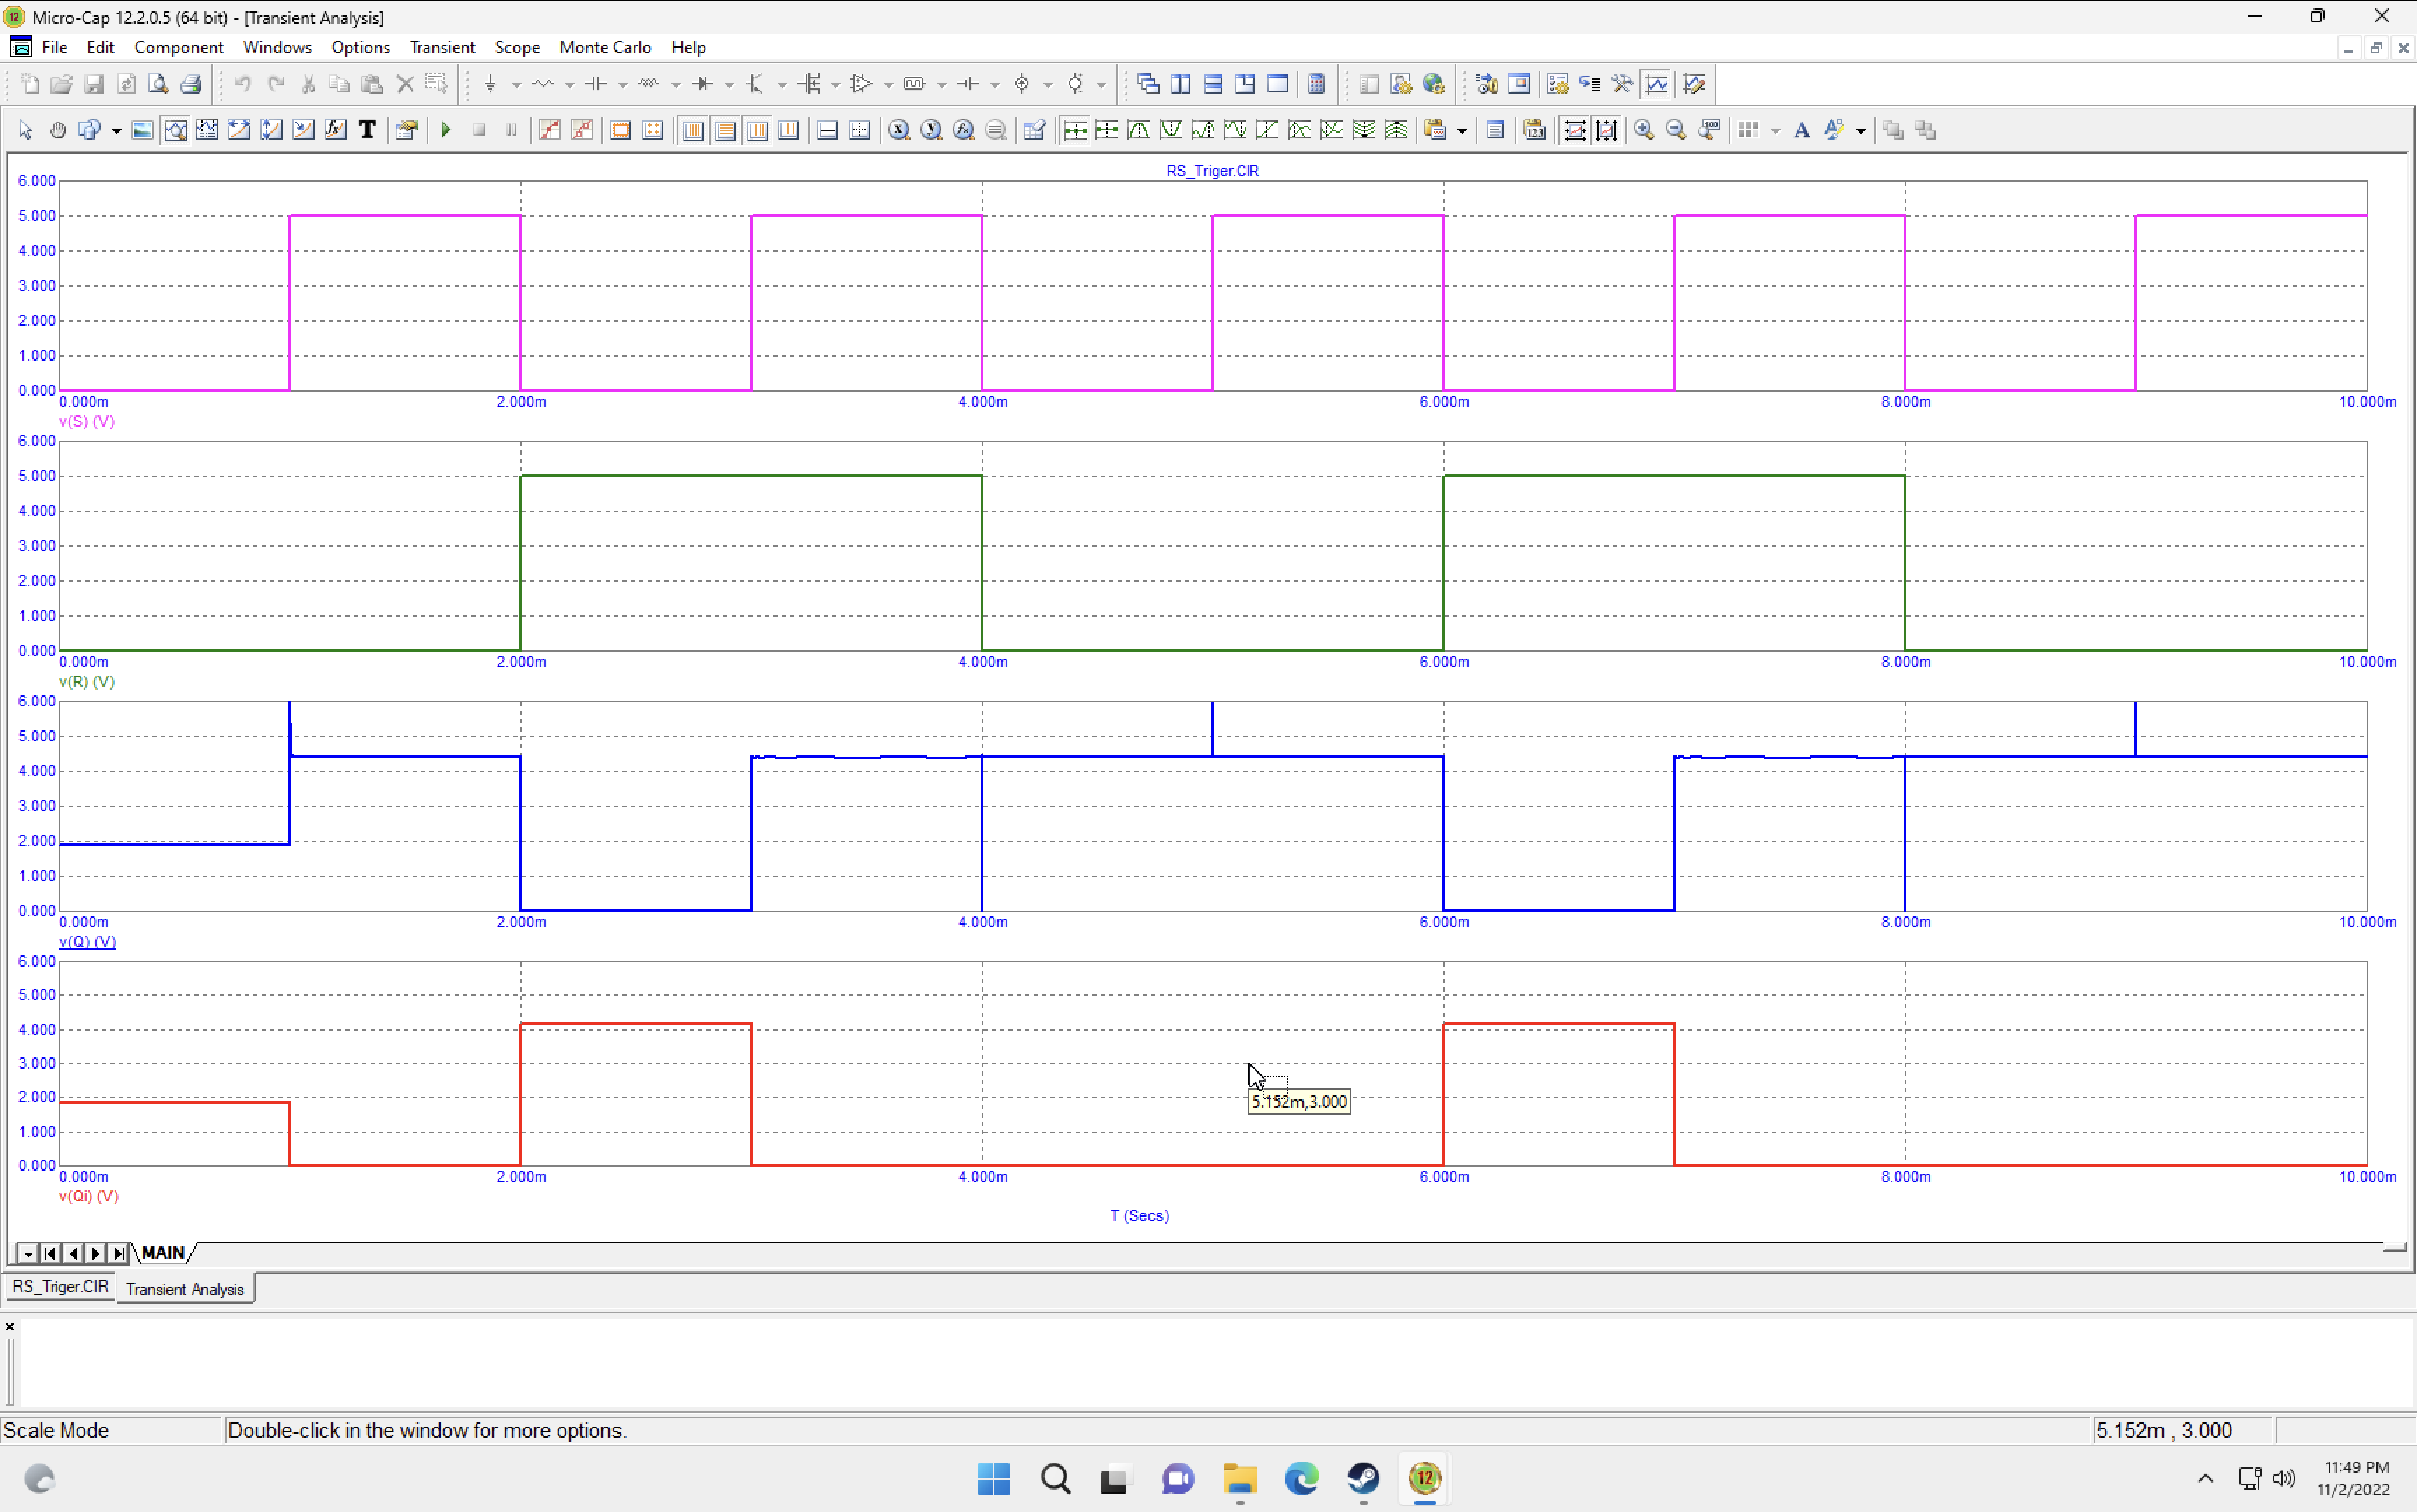 Micro-Cap 12.2.0.5 (64 bit) - [Transient Analysis]
File Edit Component Windows Options Transient Scope Monte Carlo Help
RS_Triger.CIR
6.000
5.000
4.000
3.000
2.000
1.000
0.000
0.000m 2.000m 4.000m 6.000m 8.000m 10.000m
v(S) (V)
6.000
5.000
4.000
3.000
2.000
1.000
0.000
0.000m 2.000m 4.000m 6.000m 8.000m 10.000m
v(R) (V)
6.000
5.000
4.000
3.000
2.000
1.000
0.000
0.000m 2.000m 4.000m 6.000m 8.000m 10.000m
v(Q) (V)
6.000
5.000
4.000
3.000
2.000
1.000
0.000
5.152m,3.000
0.000m 2.000m 4.000m 6.000m 8.000m 10.000m
v(Qi) (V)
T (Secs)
MAIN
RS_Triger.CIR Transient Analysis
Scale Mode Double-click in the window for more options. 5.152m , 3.000
12
11:49 PM
11/2/2022